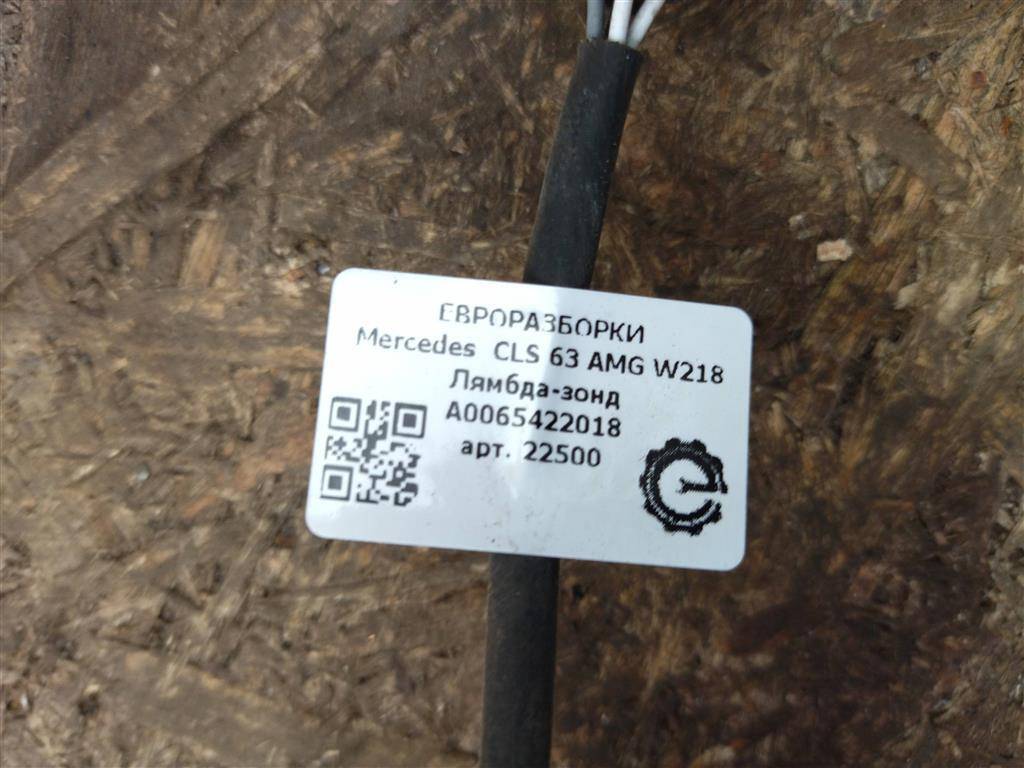 ЕВРОРАЗБОРКИ
Mercedes CLS 63 AMG W218
Лямбда-зонд
A0065422018
арт. 22500